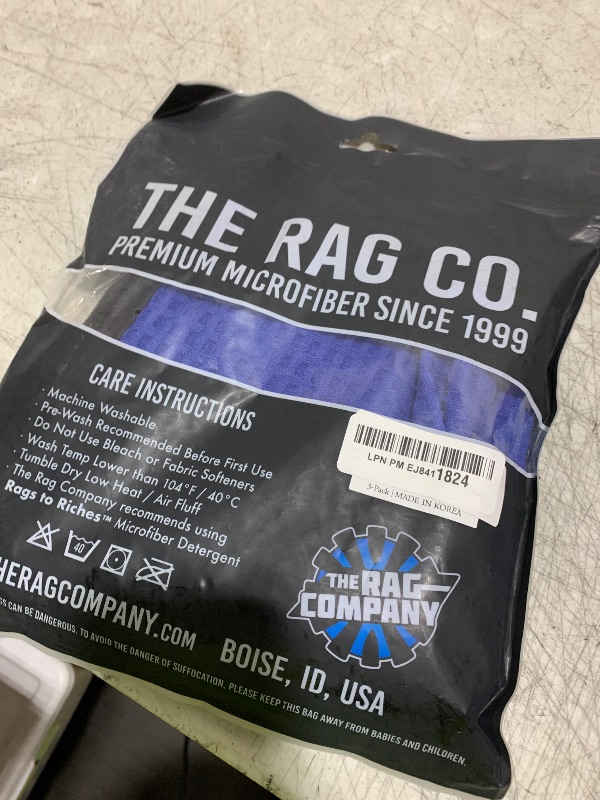 THE RAG CO.
PREMIUM MICROFIBER SINCE 1999
CARE INSTRUCTIONS
· Machine Washable
· Pre-Wash Recommended Before First Use
· Do Not Use Bleach or Fabric Softeners
· Wash Temp Lower than 104°F / 40°C
· Tumble Dry Low Heat / Air Fluff
· The Rag Company recommends using
Rags to Riches™ Microfiber Detergent
40
LPN PM EJ8411824
3-Pack | MADE IN KOREA
THE RAG
COMPANY
®
HERAGCOMPANY.COM
BOISE, ID, USA
GS CAN BE DANGEROUS. TO AVOID THE DANGER OF SUFFOCATION, PLEASE KEEP THIS BAG AWAY FROM BABIES AND CHILDREN.